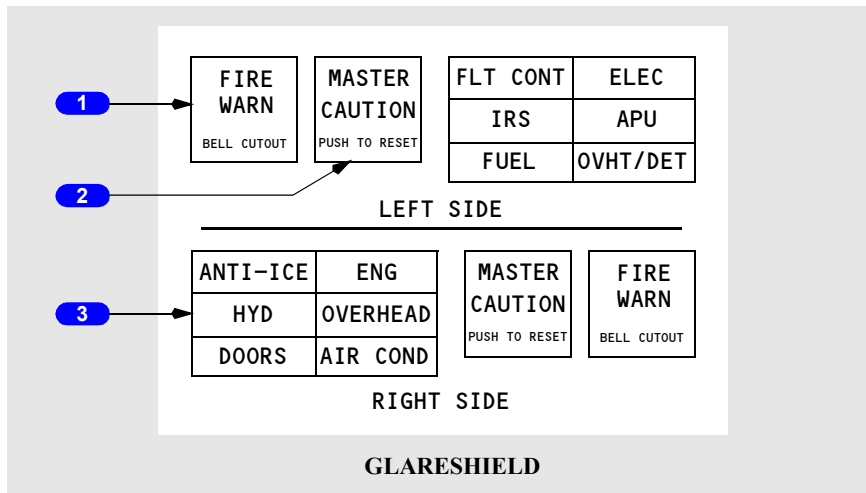 1
FIRE
WARN
BELL CUTOUT
MASTER
CAUTION
PUSH TO RESET
FLT CONT ELEC
IRS APU
FUEL OVHT/DET
2
LEFT SIDE
ANTI-ICE ENG
3
HYD OVERHEAD
DOORS AIR COND
MASTER
CAUTION
PUSH TO RESET
FIRE
WARN
BELL CUTOUT
RIGHT SIDE
GLARESHIELD